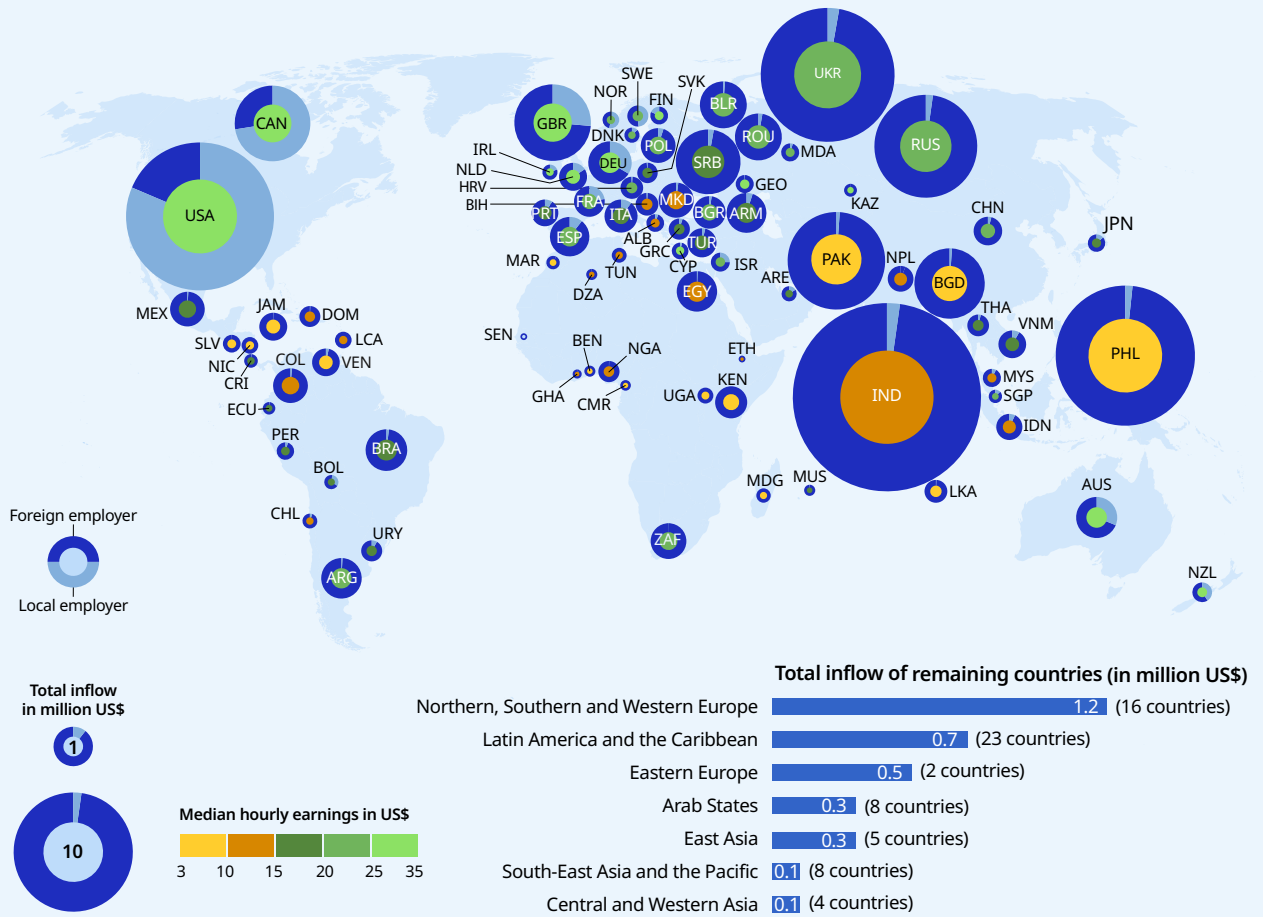 SWE
NOR
SVK
FIN
UKR
CAN
GBR
DNK
BLR
ROU
RUS
POL
MDA
IRL
DEU
SRB
NLD
HRV
GEO
BIH
FRA
MKD
KAZ
USA
PRT
ITA
BGR
ARM
CHN
JPN
ESP
ALB
GRC
TUR
MAR
TUN
CYP
ISR
PAK
NPL
DZA
EGY
ARE
BGD
MEX
JAM
DOM
THA
VNM
SLV
LCA
SEN
BEN
NGA
ETH
PHL
NIC
COL
VEN
CRI
GHA
CMR
UGA
KEN
IND
MYS
SGP
ECU
IDN
PER
BRA
BOL
MDG
MUS
LKA
AUS
CHL
URY
ZAF
ARG
NZL
Foreign employer
Local employer
Total inflow
in million US$
1
10
Median hourly earnings in US$
3 10 15 20 25 35
Total inflow of remaining countries (in million US$)
Northern, Southern and Western Europe 1.2 (16 countries)
Latin America and the Caribbean 0.7 (23 countries)
Eastern Europe 0.5 (2 countries)
Arab States 0.3 (8 countries)
East Asia 0.3 (5 countries)
South-East Asia and the Pacific 0.1 (8 countries)
Central and Western Asia 0.1 (4 countries)